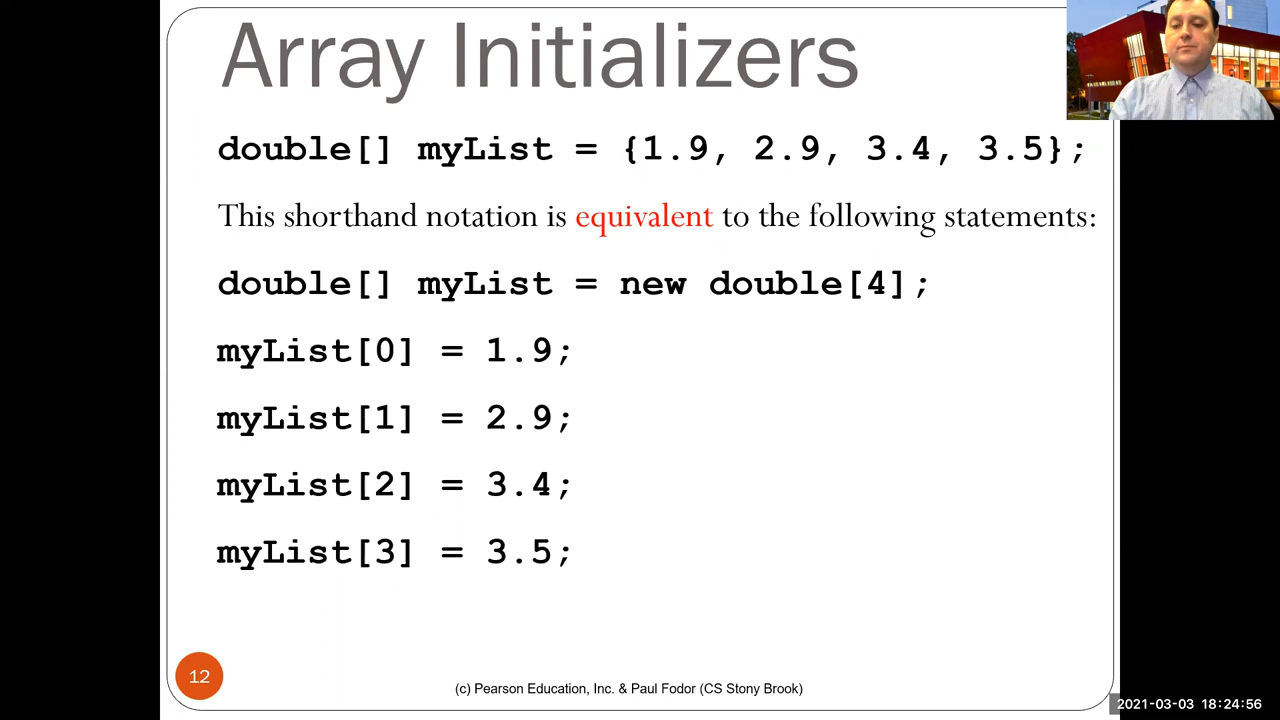 Array Initializers
double[] myList = {1.9, 2.9, 3.4, 3.5};
This shorthand notation is equivalent to the following statements:
double[] myList = new double[4];
myList[0] = 1.9;
myList[1] = 2.9;
myList[2] = 3.4;
myList[3] = 3.5;
12
(c) Pearson Education, Inc. & Paul Fodor (CS Stony Brook)
2021-03-03 18:24:56